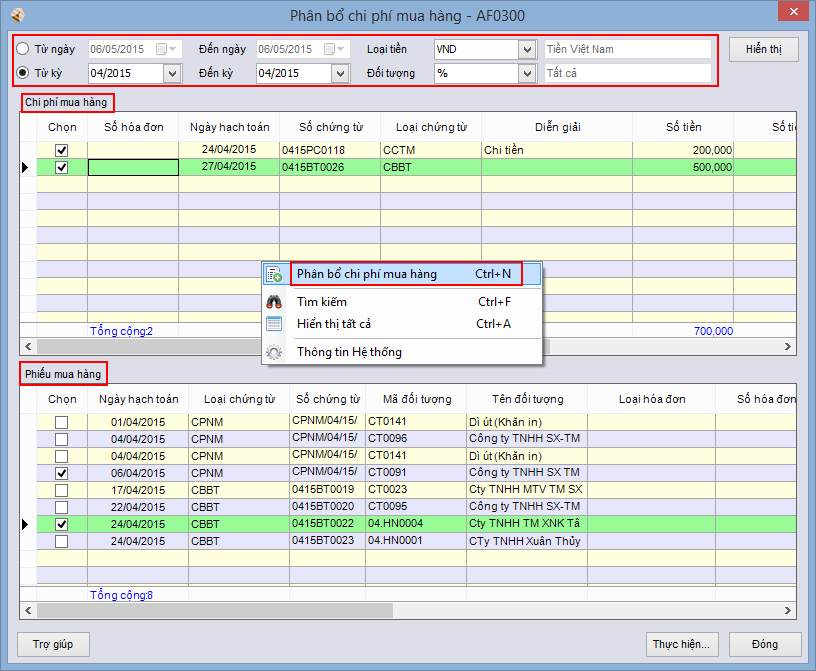 Phân bổ chi phí mua hàng - AF0300
Từ ngày 06/05/2015 Đến ngày 06/05/2015 Loại tiền VND Tiền Việt Nam Hiển thị
Từ kỳ 04/2015 Đến kỳ 04/2015 Đối tượng % Tất cả
Chi phí mua hàng
Chọn Số hóa đơn Ngày hạch toán Số chứng từ Loại chứng từ Diễn giải Số tiền
24/04/2015 0415PC0118 CCTM Chi tiền 200,000
27/04/2015 0415BT0026 CBBT 500,000
Phân bổ chi phí mua hàng Ctrl+N
Tìm kiếm Ctrl+F
Hiển thị tất cả Ctrl+A
Thông tin Hệ thống
Tổng cộng:2 700,000
Phiếu mua hàng
Chọn Ngày hạch toán Loại chứng từ Số chứng từ Mã đối tượng Tên đối tượng Loại hóa đơn Số hóa đơn
01/04/2015 CPNM CPNM/04/15/ CT0141 Dì út(Khăn in)
04/04/2015 CPNM CPNM/04/15/ CT0096 Công ty TNHH SX-TM
04/04/2015 CPNM CPNM/04/15/ CT0141 Dì út(Khăn in)
06/04/2015 CPNM CPNM/04/15/ CT0091 Công ty TNHH SX TM
17/04/2015 CBBT 0415BT0019 CT0023 Cty TNHH MTV TM SX
22/04/2015 CBBT 0415BT0020 CT0095 Công ty TNHH SX-TM
24/04/2015 CBBT 0415BT0022 04.HN0004 Cty TNHH TM XNK Tâ
24/04/2015 CBBT 0415BT0023 04.HN0001 CTy TNHH Xuân Thủy
Tổng cộng:8
Trợ giúp Thực hiện... Đóng